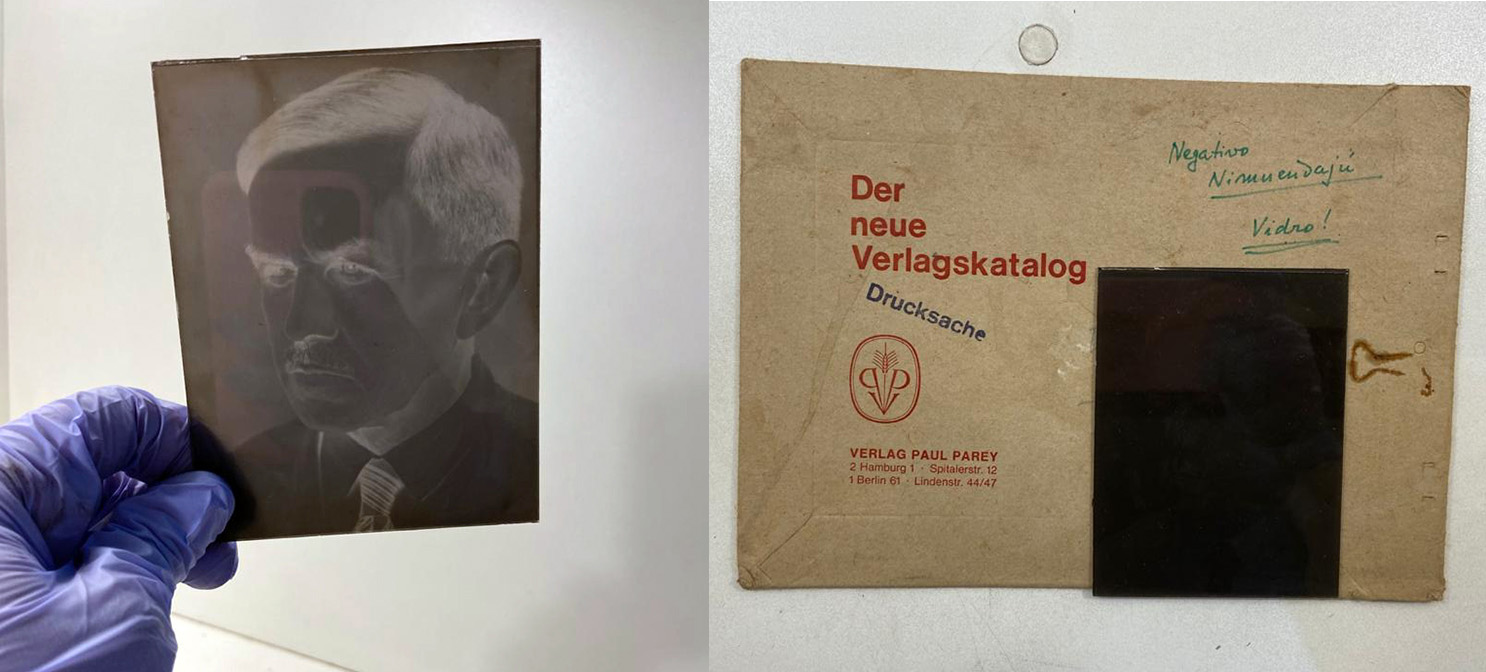 Negativo
Nimuendajú
Vidro!
Der
neue
Verlagskatalog
Drucksache
PVP
VERLAG PAUL PAREY
2 Hamburg 1 · Spitalerstr. 12
1 Berlin 61 · Lindenstr. 44/47